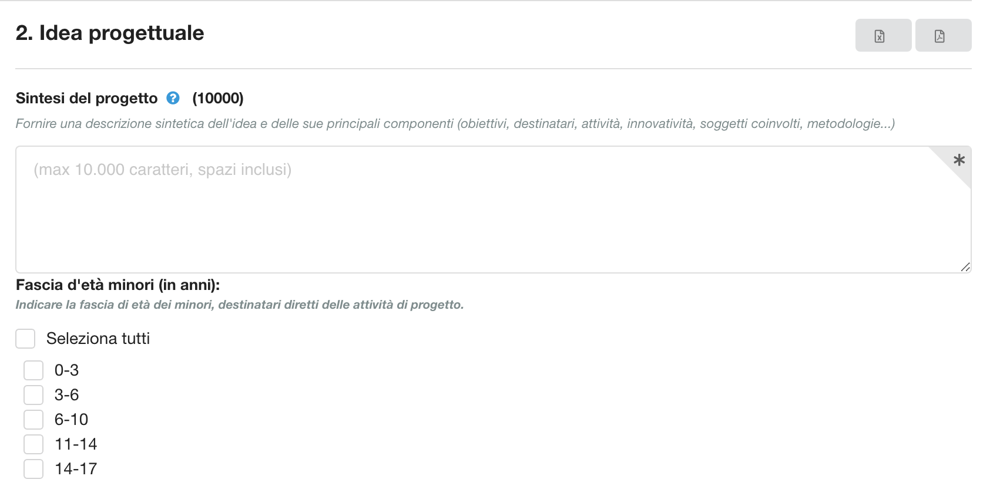 2. Idea progettuale
Sintesi del progetto ? (10000)
Fornire una descrizione sintetica dell'idea e delle sue principali componenti (obiettivi, destinatari, attività, innovatività, soggetti coinvolti, metodologie...)
(max 10.000 caratteri, spazi inclusi)
*
Fascia d'età minori (in anni):
Indicare la fascia di età dei minori, destinatari diretti delle attività di progetto.
Seleziona tutti
0-3
3-6
6-10
11-14
14-17